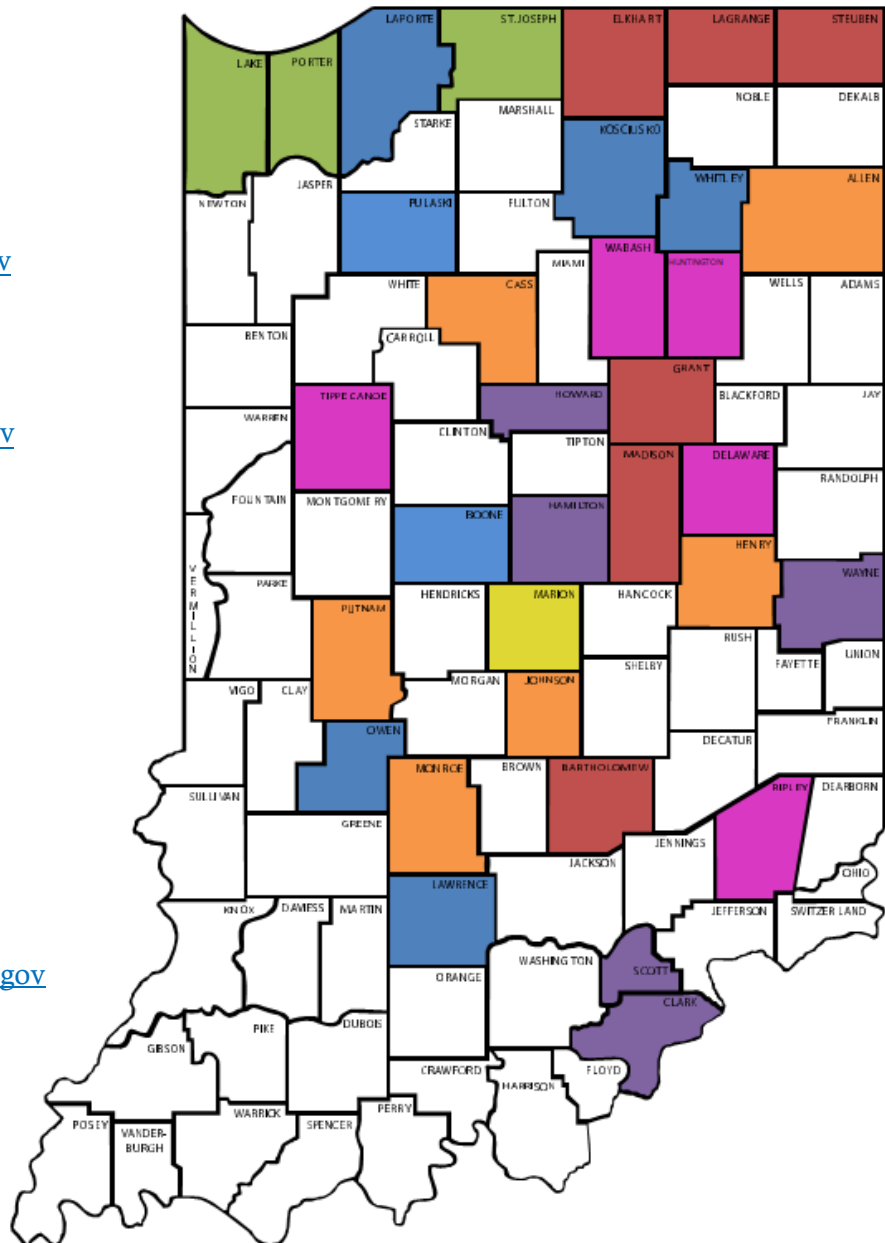 LAPORTE
ST.JOSEPH
ELKHART
LAGRANGE
STEUBEN
LAKE
PORTER
NOBLE
DEKALB
MARSHALL
STARKE
KOSCIUSKO
WHITLEY
ALLEN
JASPER
NEWTON
PULASKI
FULTON
v
WABASH
HUNTINGTON
MIAMI
WHITE
CASS
WELLS
ADAMS
BENTON
CARROLL
GRANT
TIPPECANOE
HOWARD
BLACKFORD
JAY
WARREN
v
CLINTON
TIPTON
MADISON
DELAWARE
RANDOLPH
FOUNTAIN
MONTGOMERY
BOONE
HAMILTON
HENRY
WAYNE
VERMILLION
PARKE
PUTNAM
HENDRICKS
MARION
HANCOCK
RUSH
FAYETTE
UNION
SHELBY
VIGO
CLAY
MORGAN
JOHNSON
FRANKLIN
OWEN
DECATUR
MONROE
BROWN
BARTHOLOMEW
RIPLEY
DEARBORN
SULLIVAN
GREENE
JENNINGS
JACKSON
OHIO
LAWRENCE
KNOX
DAVIESS
MARTIN
JEFFERSON
SWITZERLAND
gov
ORANGE
WASHINGTON
SCOTT
CLARK
PIKE
DUBOIS
GIBSON
CRAWFORD
HARRISON
FLOYD
POSEY
VANDER-
BURGH
WARRICK
SPENCER
PERRY